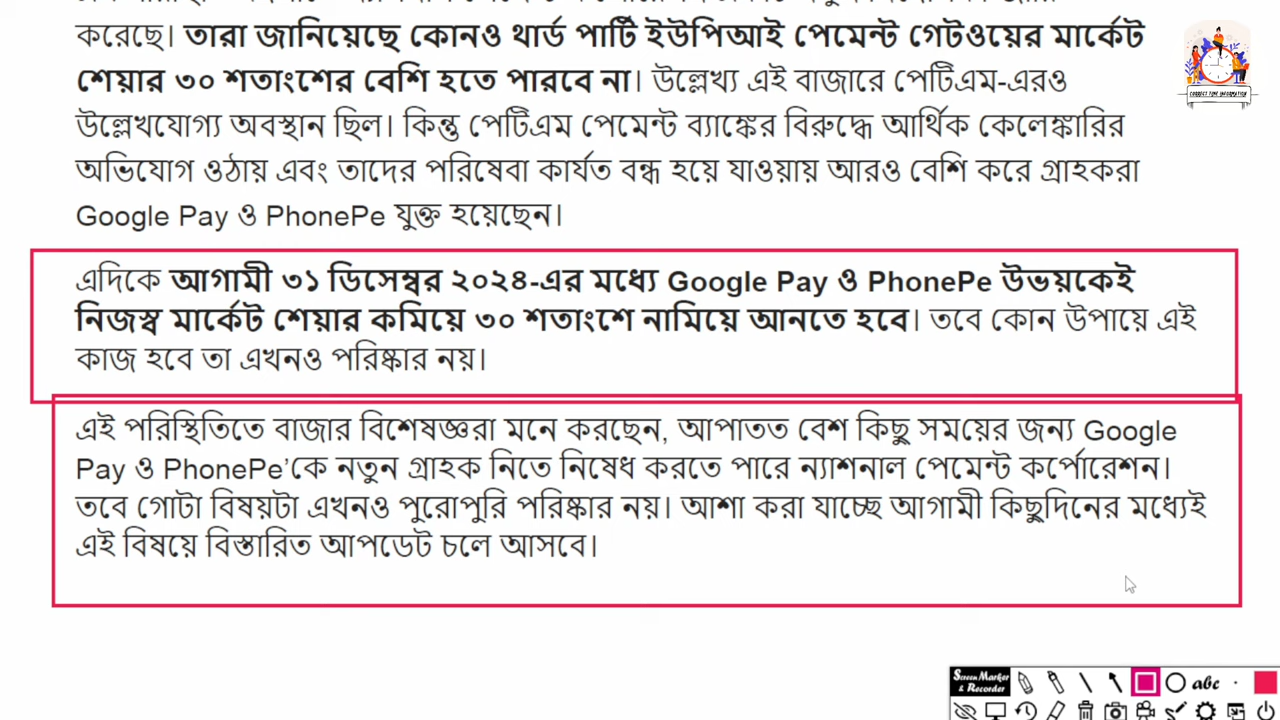 করেছে। তারা জানিয়েছে কোনও থার্ড পার্টি ইউপিআই পেমেন্ট গেটওয়ের মার্কেট
শেয়ার ৩০ শতাংশের বেশি হতে পারবে না। উল্লেখ্য এই বাজারে পেটিএম-এরও
উল্লেখযোগ্য অবস্থান ছিল। কিন্তু পেটিএম পেমেন্ট ব্যাঙ্কের বিরুদ্ধে আর্থিক কেলেঙ্কারির
অভিযোগ ওঠায় এবং তাদের পরিষেবা কার্যত বন্ধ হয়ে যাওয়ায় আরও বেশি করে গ্রাহকরা
Google Pay ও PhonePe যুক্ত হয়েছেন।
এদিকে আগামী ৩১ ডিসেম্বর ২০২৪-এর মধ্যে Google Pay ও PhonePe উভয়কেই
নিজস্ব মার্কেট শেয়ার কমিয়ে ৩০ শতাংশে নামিয়ে আনতে হবে। তবে কোন উপায়ে এই
কাজ হবে তা এখনও পরিষ্কার নয়।
এই পরিস্থিতিতে বাজার বিশেষজ্ঞরা মনে করছেন, আপাতত বেশ কিছু সময়ের জন্য Google
Pay ও PhonePe’কে নতুন গ্রাহক নিতে নিষেধ করতে পারে ন্যাশনাল পেমেন্ট কর্পোরেশন।
তবে গোটা বিষয়টা এখনও পুরোপুরি পরিষ্কার নয়। আশা করা যাচ্ছে আগামী কিছুদিনের মধ্যেই
এই বিষয়ে বিস্তারিত আপডেট চলে আসবে।
CORRECT TIME INFORMATION
Screen Marker
& Recorder
abc